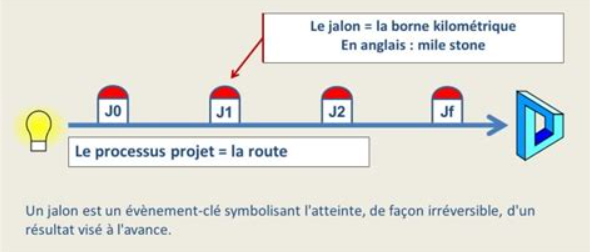 Le jalon = la borne kilométrique
En anglais : mile stone
J0
J1
J2
Jf
Le processus projet = la route
Un jalon est un évènement-clé symbolisant l'atteinte, de façon irréversible, d'un
résultat visé à l'avance.